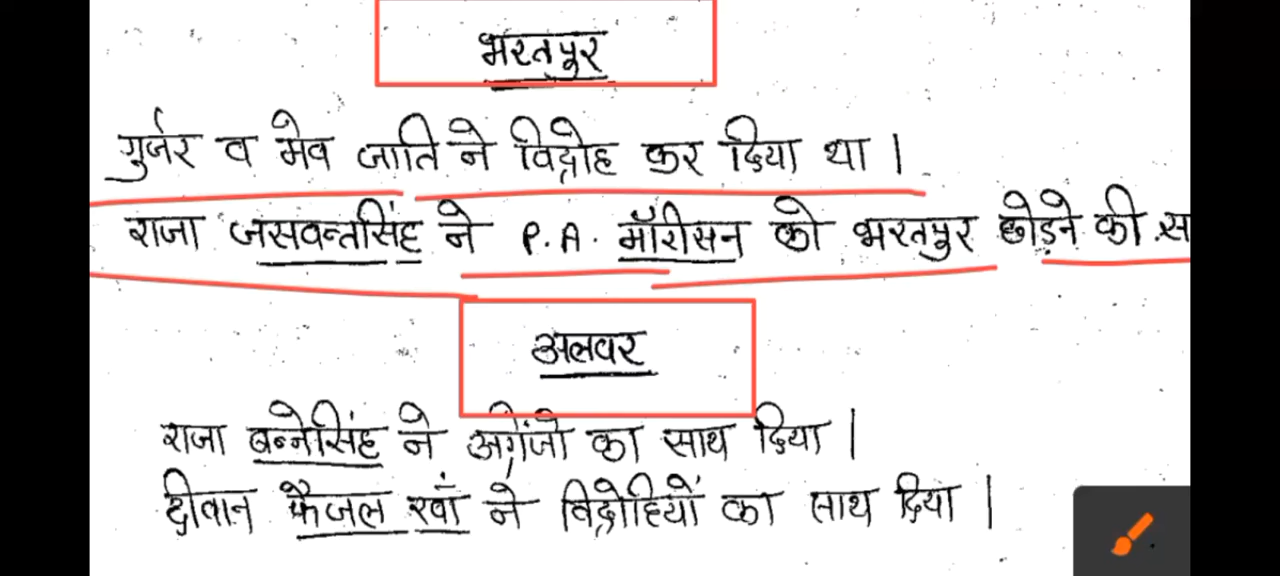 भरतपुर
गुर्जर व मेव जाति ने विद्रोह कर दिया था।
राजा जसवन्तसिंह ने P.A. मॉरीसन को भरतपुर छोड़ने की स
अलवर
राजा बन्नेसिंह ने अंग्रेंजो का साथ दिया।
दीवान फैजल खाँ ने विद्रोहियों का साथ दिया।